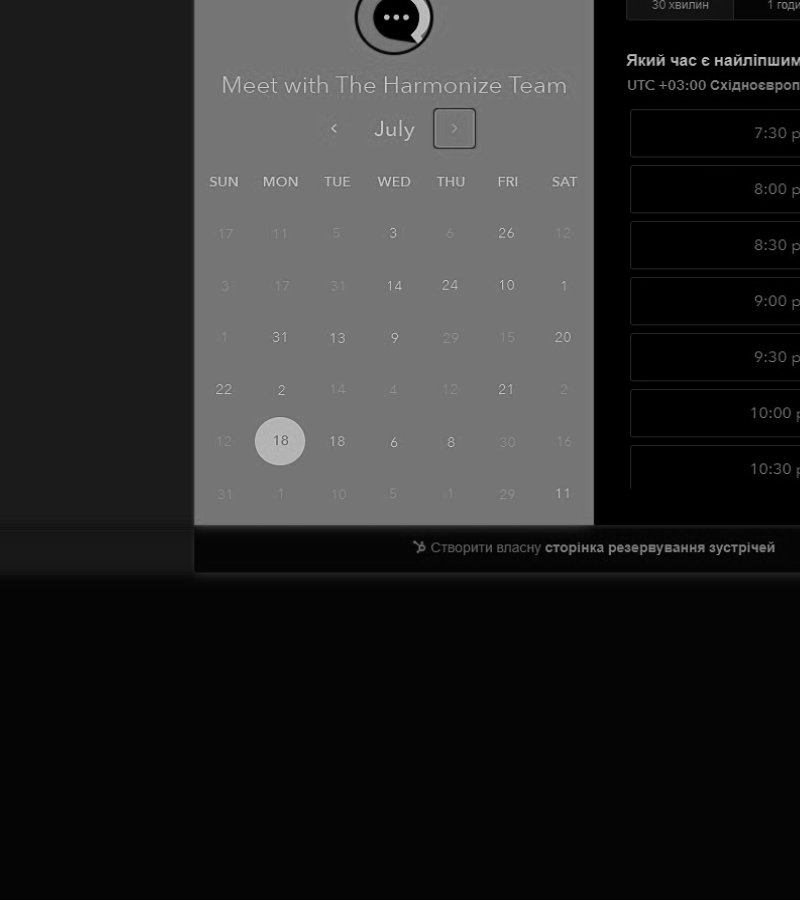 30 хвилин
Meet with The Harmonize Team
Який час є найліпшим
UTC +03:00 Східноєвроп
July
SUN MON TUE WED THU FRI SAT
7:30 p
8:00 p
8:30 p
9:00 p
9:30 p
10:00 p
10:30 p
17 11 5 3 6 26 12
3 17 31 14 24 10 1
1 31 13 9 29 15 20
22 2 14 4 12 21 2
12 18 18 6 8 30 16
31 1 10 5 1 29 11
Створити власну сторінка резервування зустрічей